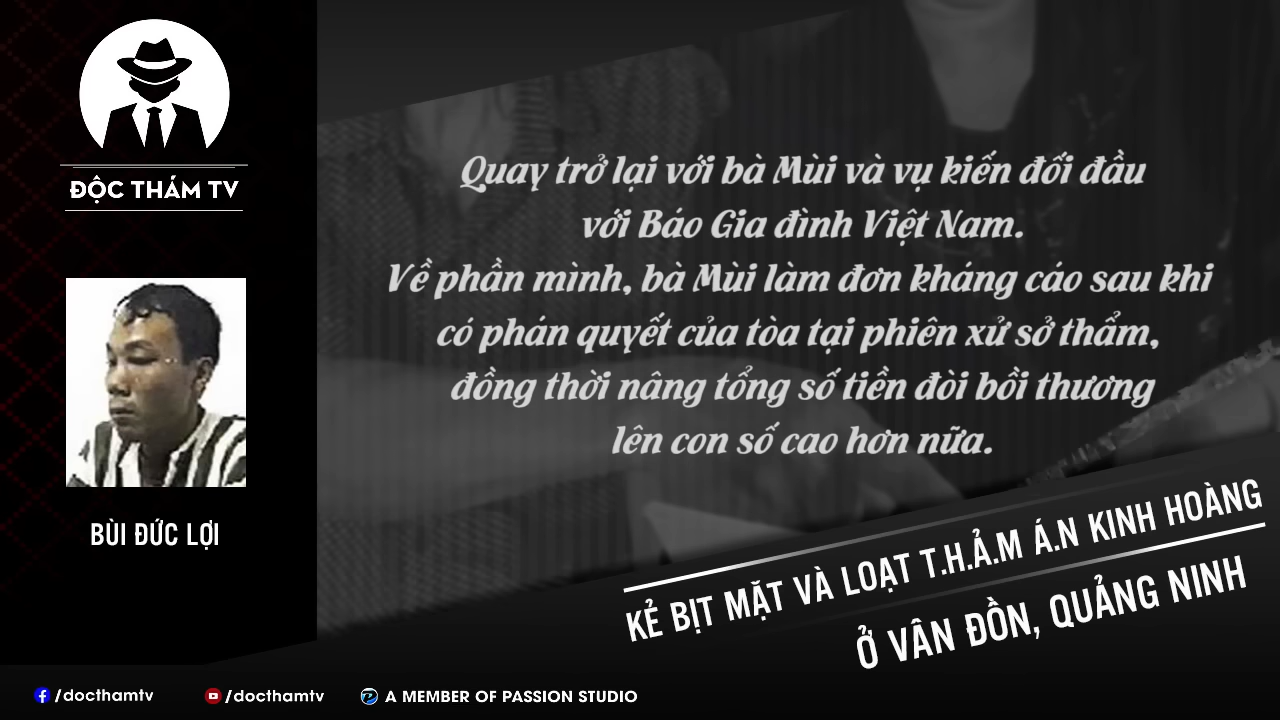 ĐỘC THÁM TV
BÙI ĐỨC LỢI
Quay trở lại với bà Mùi và vụ kiến đối đầu
với Báo Gia đình Việt Nam.
Về phần mình, bà Mùi làm đơn kháng cáo sau khi
có phán quyết của tòa tại phiên xử sở thẩm,
đồng thời nâng tổng số tiền đòi bồi thương
lên con số cao hơn nữa.
KẺ BỊT MẶT VÀ LOẠT T.H.Ả.M Á.N KINH HOÀNG
Ở VÂN ĐỒN, QUẢNG NINH
/docthamtv
/docthamtv
A MEMBER OF PASSION STUDIO